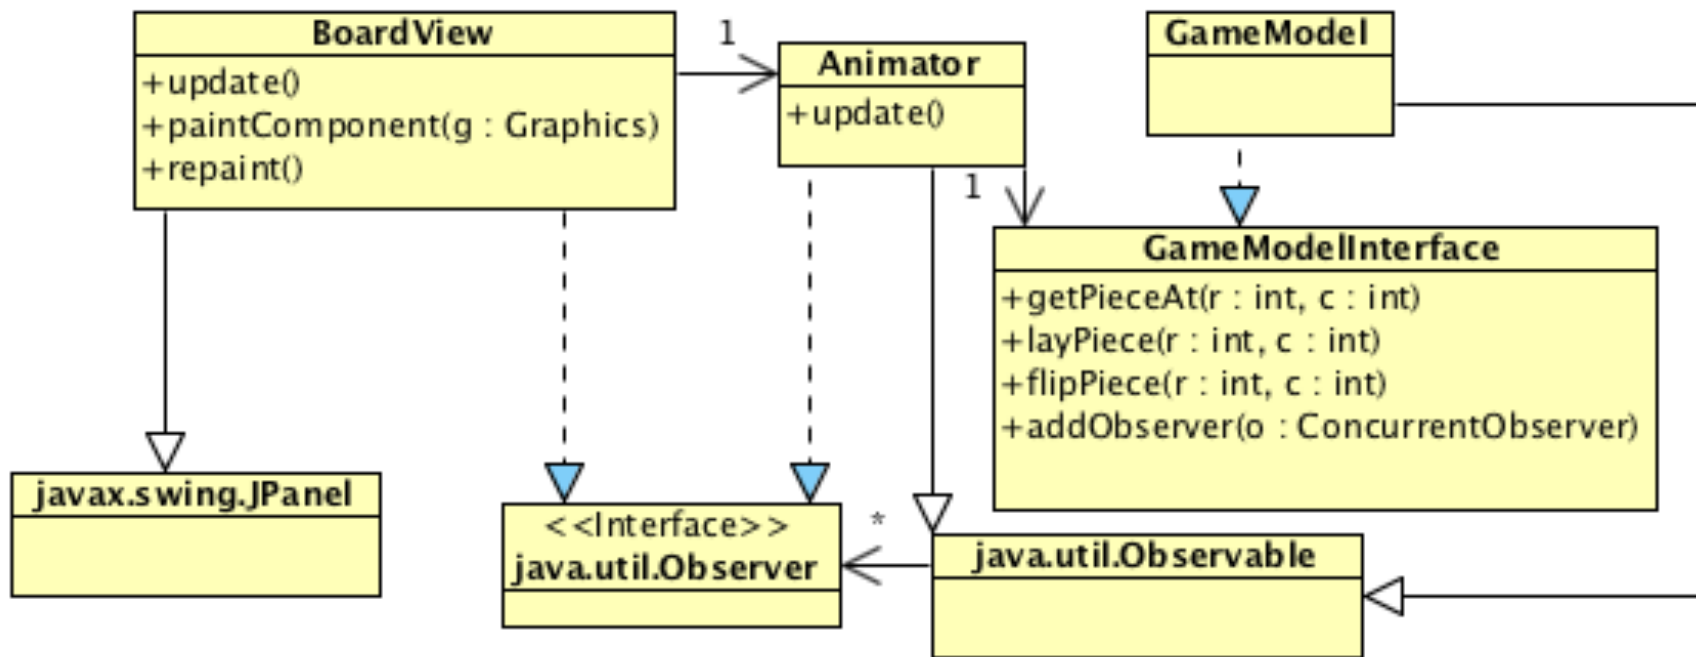 BoardView
+update()
+paintComponent(g : Graphics)
+repaint()
1
Animator
+update()
GameModel
1
GameModelInterface
+getPieceAt(r : int, c : int)
+layPiece(r : int, c : int)
+flipPiece(r : int, c : int)
+addObserver(o : ConcurrentObserver)
javax.swing.JPanel
<<Interface>>
java.util.Observer
*
java.util.Observable